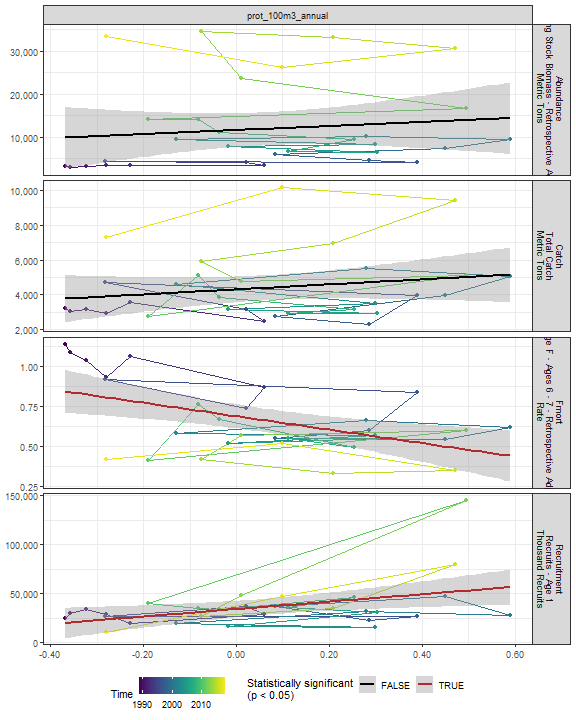 prot_100m3_annual
30,000
20,000
10,000
Abundance
ng Stock Biomass - Retrospective A
Metric Tons
10,000
8,000
6,000
4,000
2,000
Catch
Total Catch
Metric Tons
1.00
0.75
0.50
0.25
Fmort
F - Ages 6 - 7 - Retrospective Ad
Rate
150,000
100,000
50,000
0
Recruitment
Recruits - Age 1
Thousand Recruits
-0.40
-0.20
0.00
0.20
0.40
0.60
Time
1990 2000 2010
Statistically significant
(p < 0.05)
FALSE
TRUE